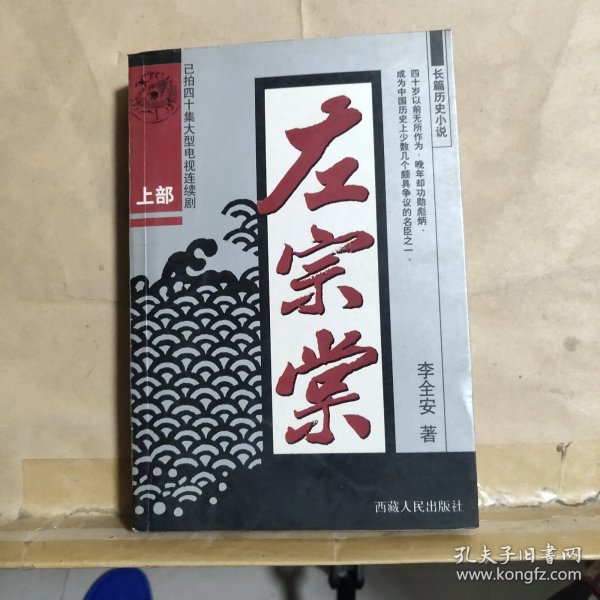 长篇历史小说
四十岁以前无所作为，晚年却功勋彪炳，
成为中国历史上少数几个颇具争议的名臣之一。
左宗棠
已拍四十集大型电视连续剧
上部
李全安 著
西藏人民出版社
孔夫子旧书网
www.kongfz.com